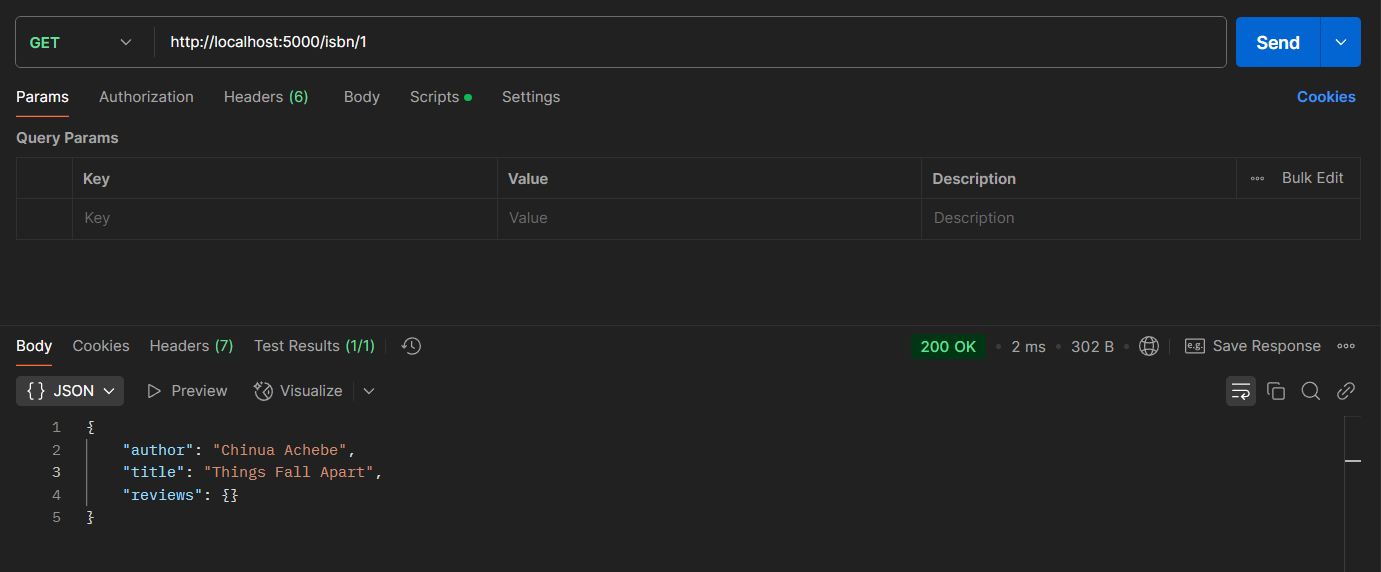 GET http://localhost:5000/isbn/1 Send
Params Authorization Headers (6) Body Scripts Settings Cookies
Query Params
Key Value Description Bulk Edit
Key Value Description
Body Cookies Headers (7) Test Results (1/1) 200 OK 2 ms 302 B e.g. Save Response
{} JSON Preview Visualize
1 {
2 "author": "Chinua Achebe",
3 "title": "Things Fall Apart",
4 "reviews": {}
5 }